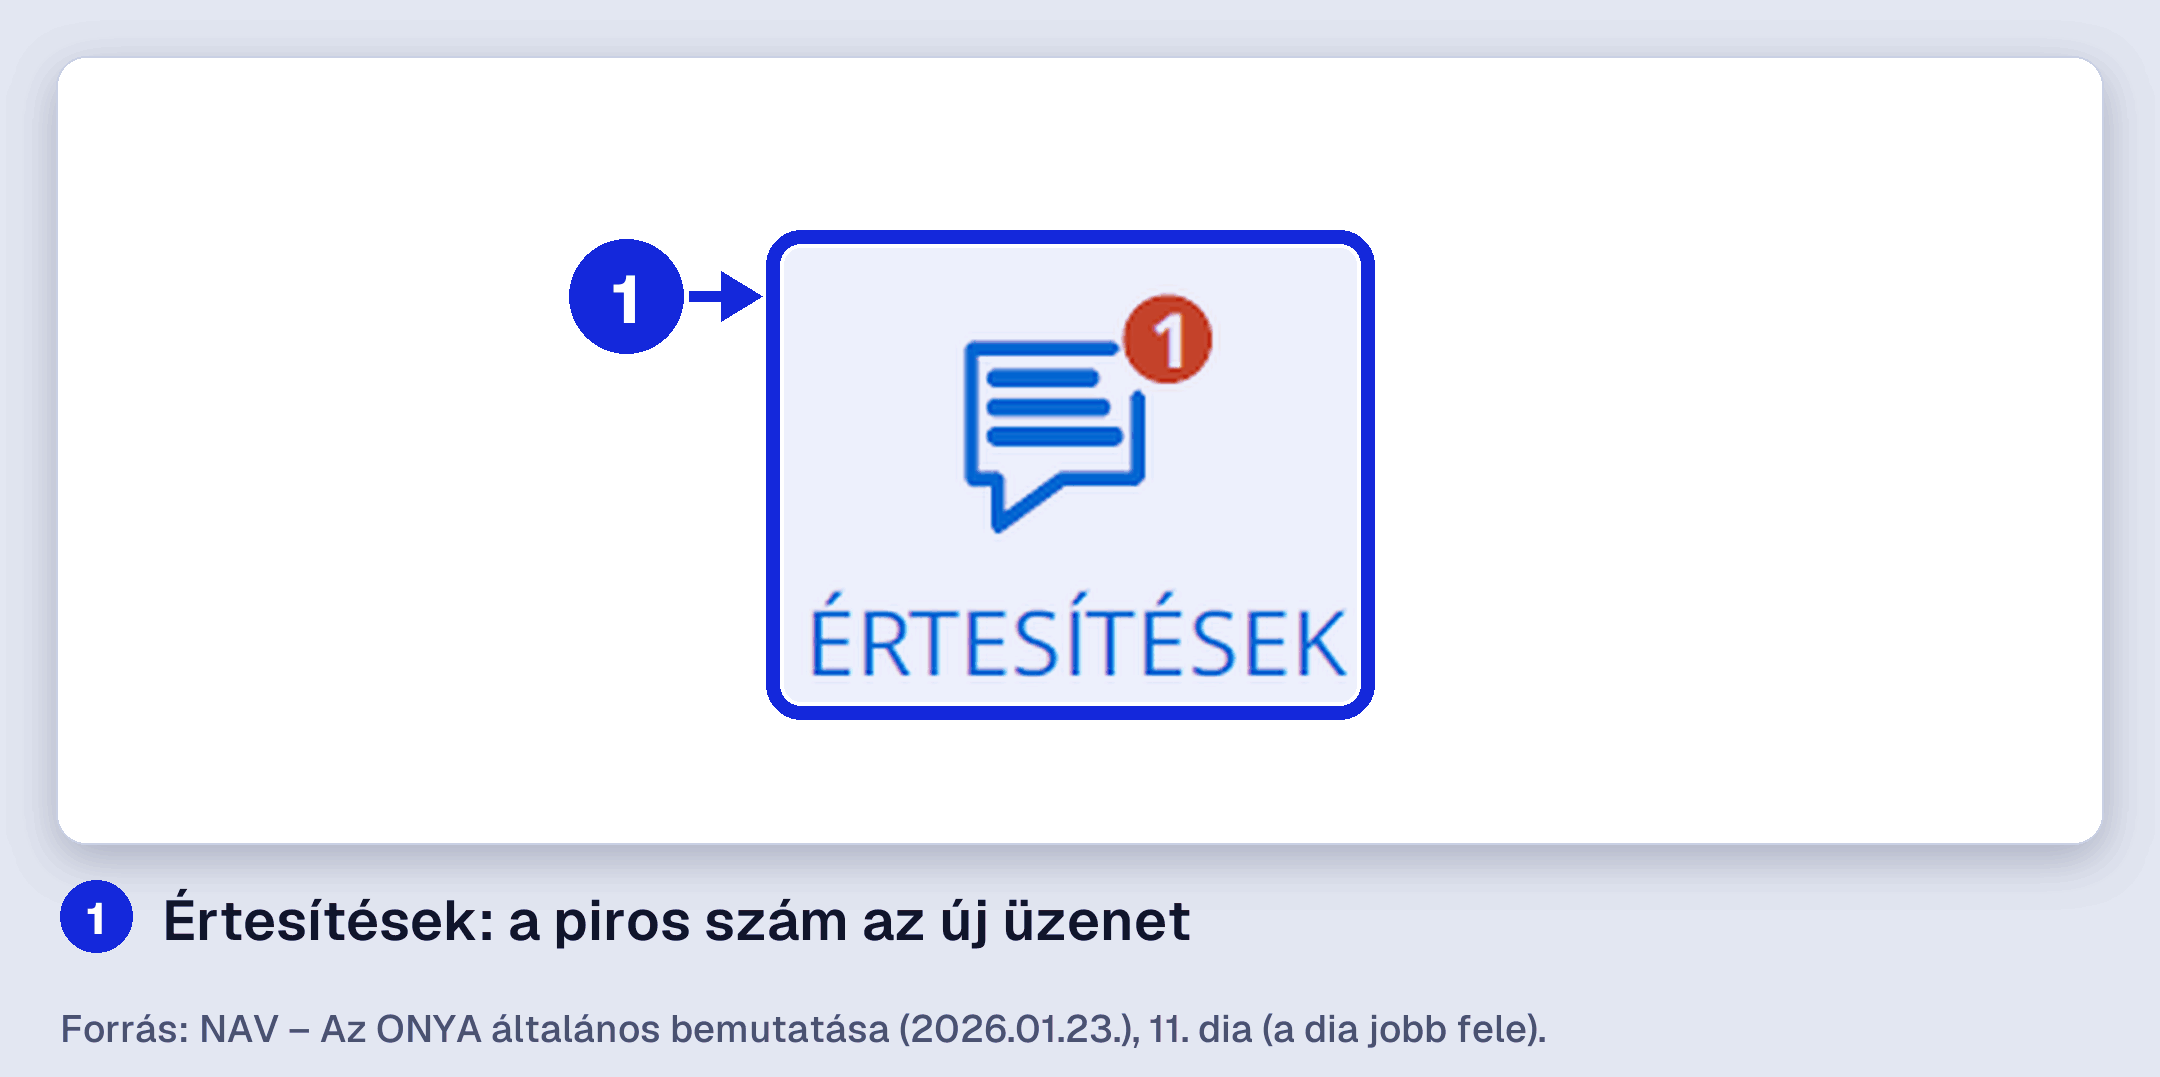 1
1
ÉRTESÍTÉSEK
1 Értesítések: a piros szám az új üzenet
Forrás: NAV – Az ONYA általános bemutatása (2026.01.23.), 11. dia (a dia jobb fele).